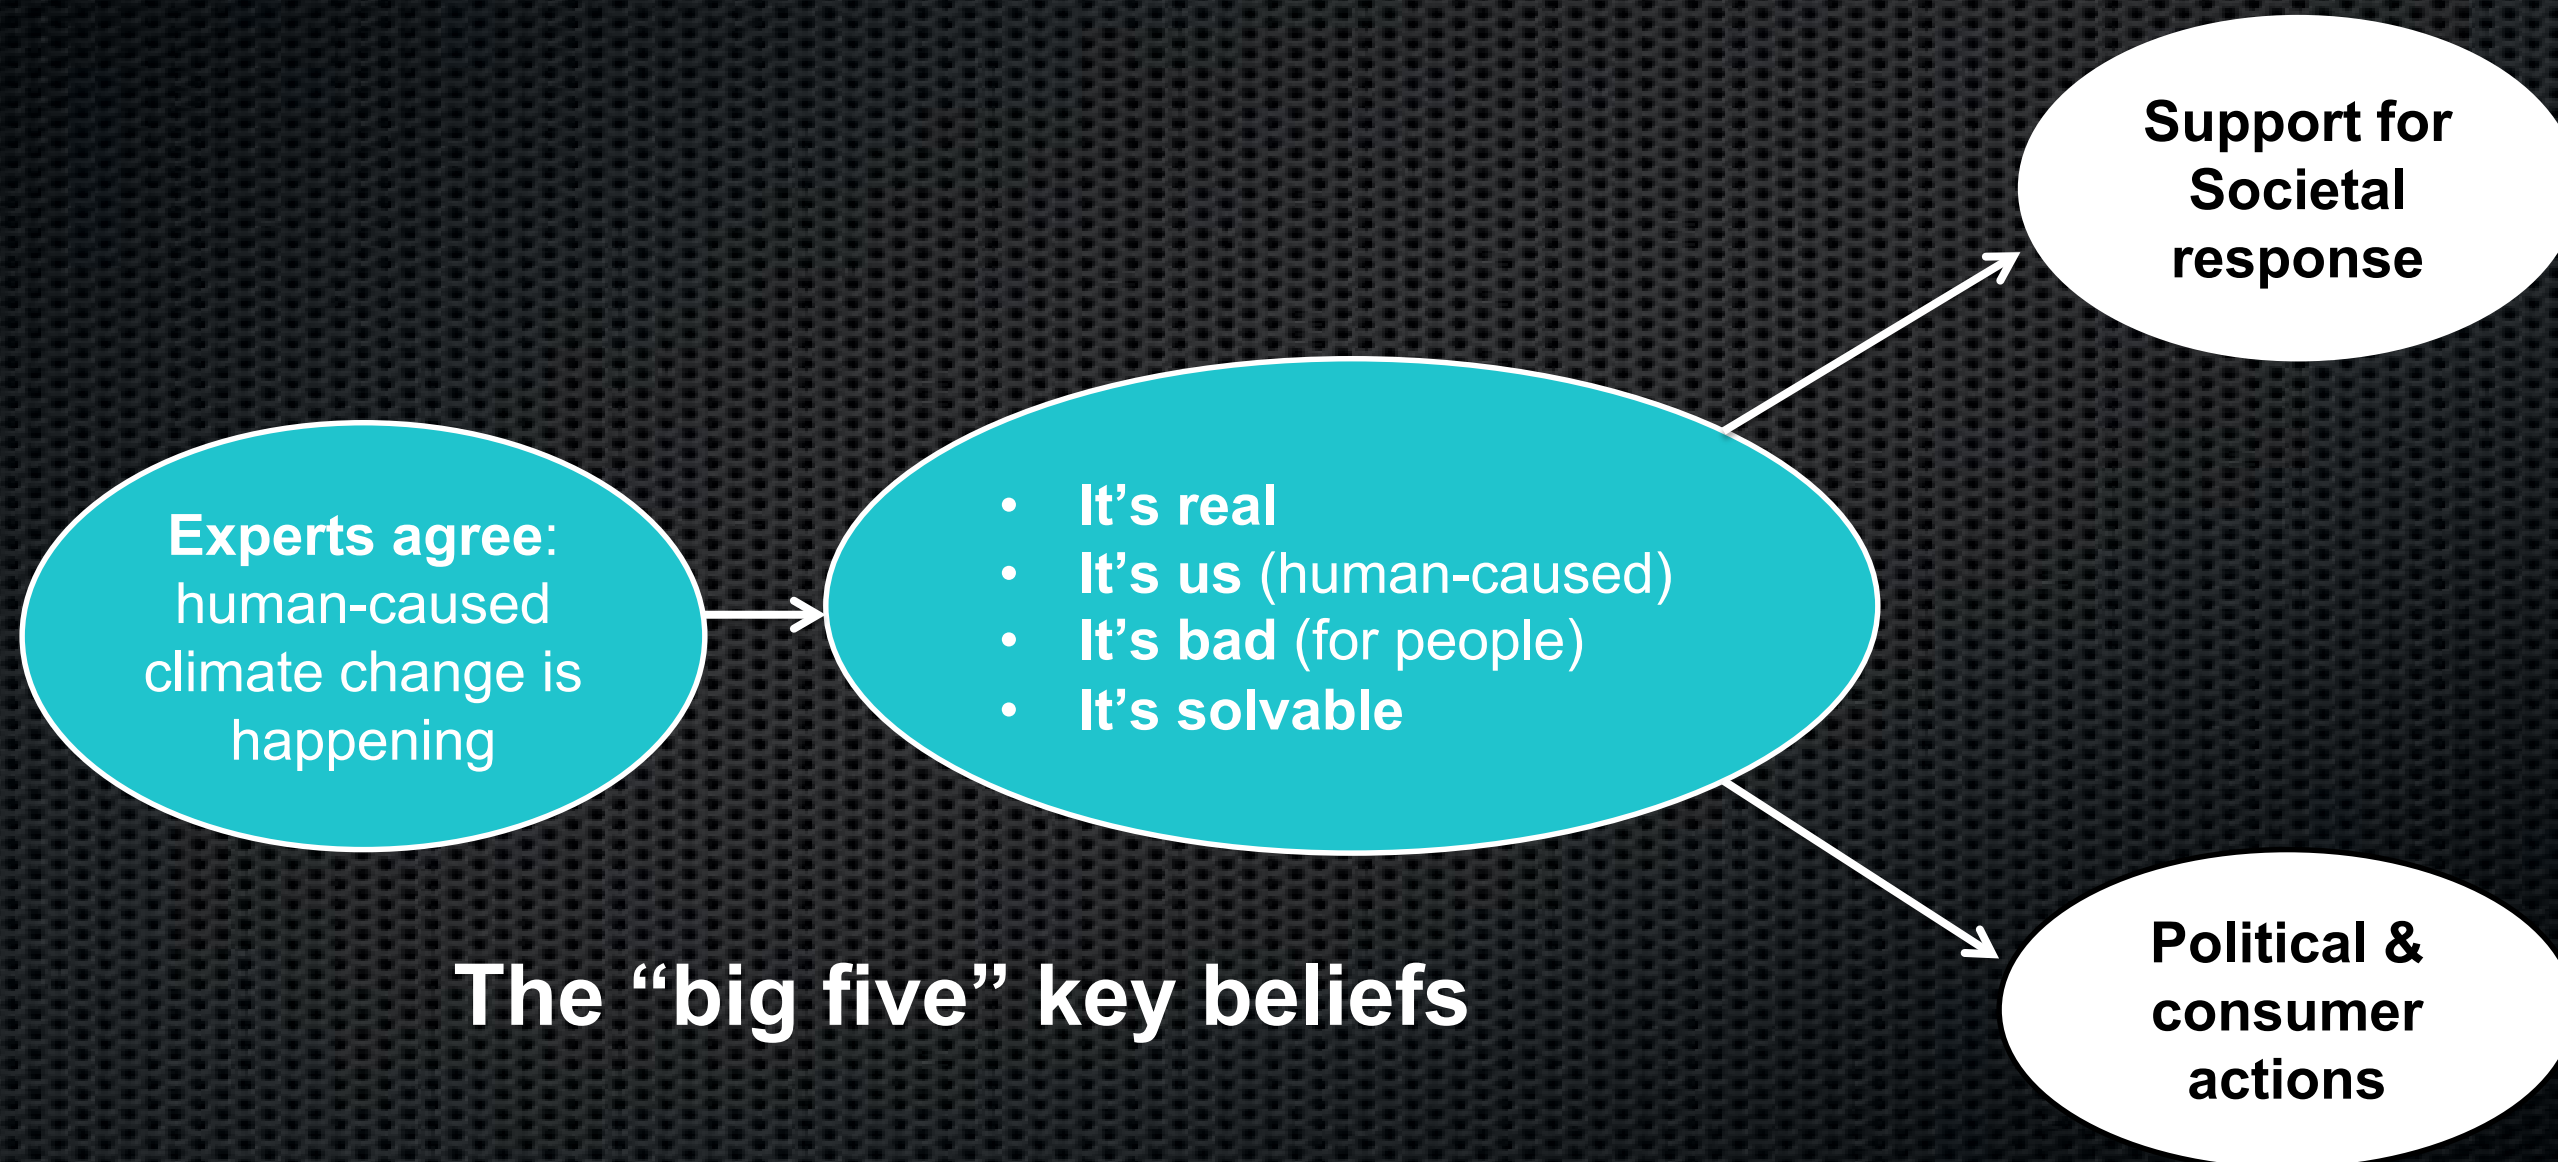 Experts agree:
human-caused
climate change is
happening
• It’s real
• It’s us (human-caused)
• It’s bad (for people)
• It’s solvable
Support for
Societal
response
Political &
consumer
actions
The “big five” key beliefs